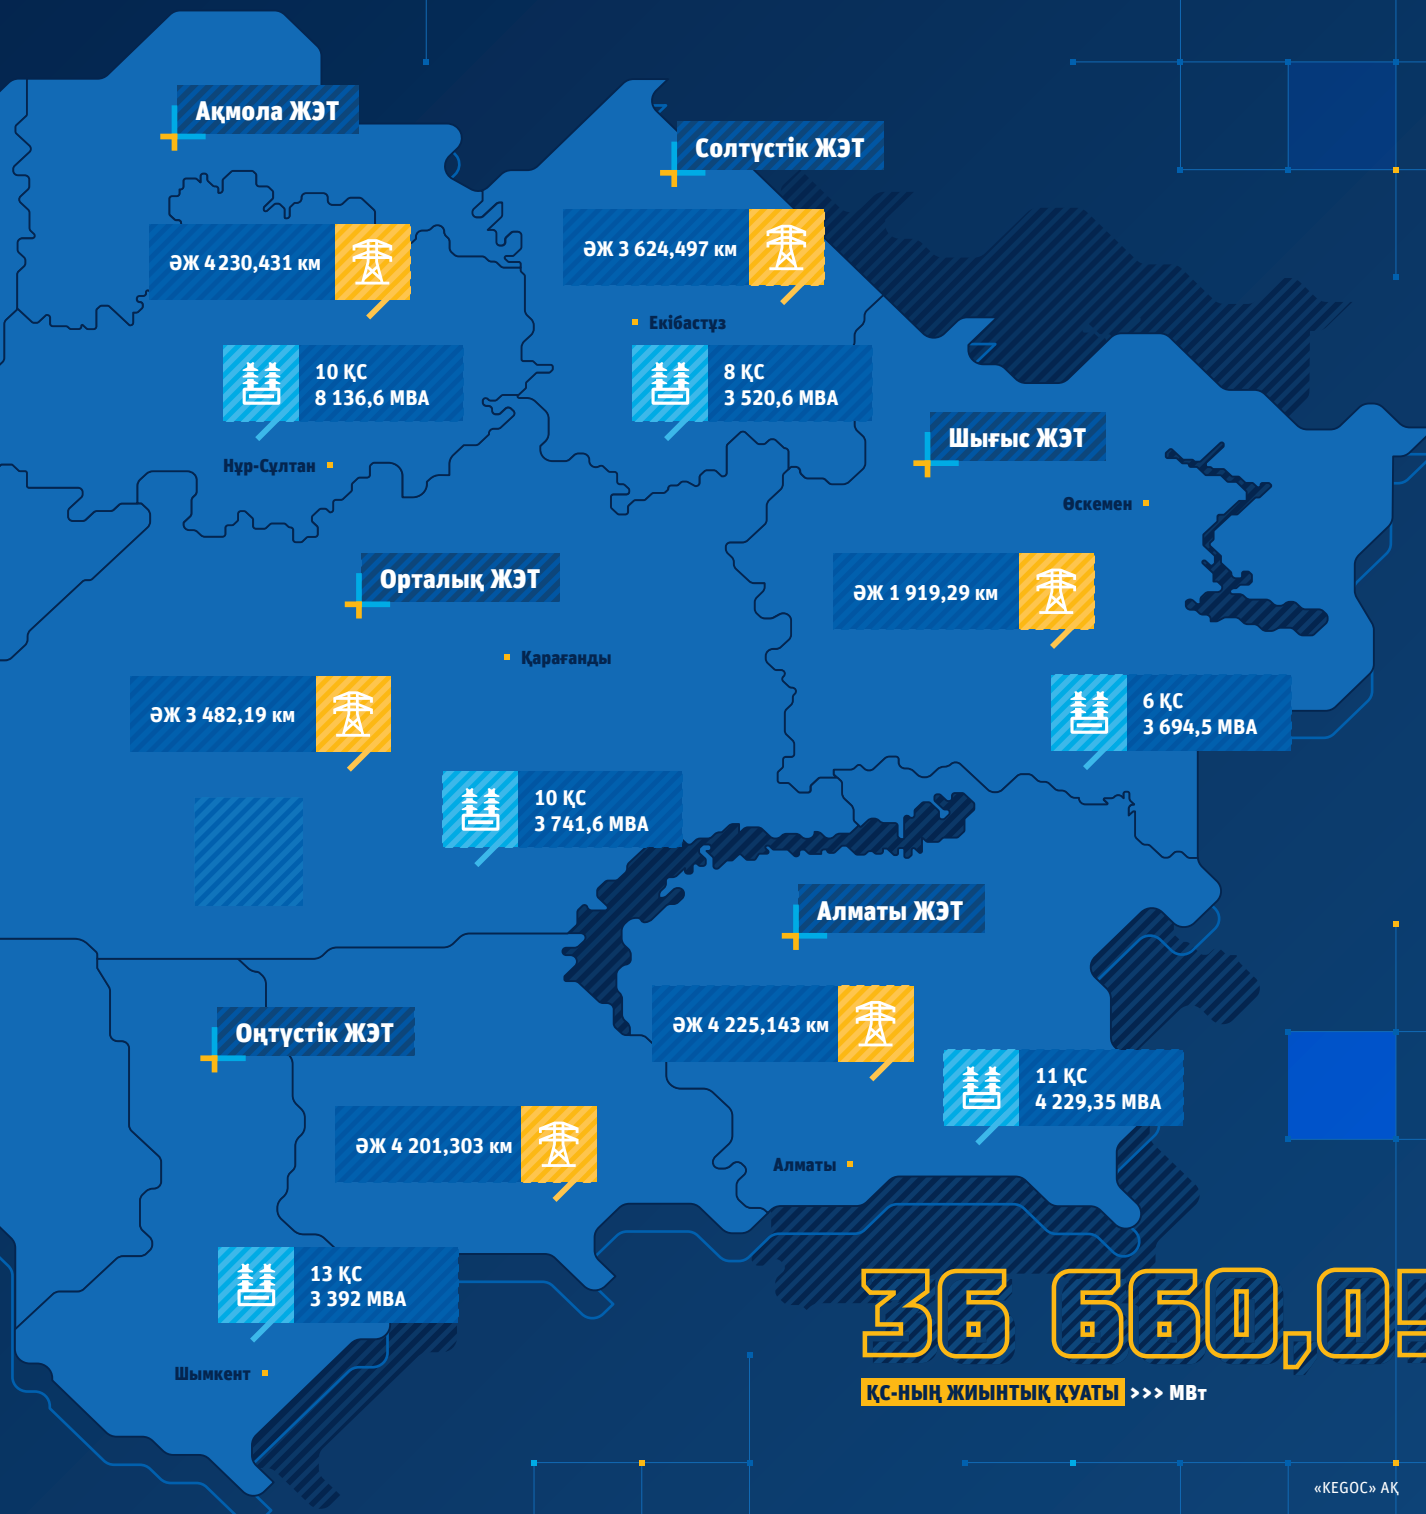 Ақмола ЖЭТ
Солтүстік ЖЭТ
ӘЖ 4 230,431 км
ӘЖ 3 624,497 км
Екібастұз
10 ҚС
8 136,6 МВА
8 ҚС
3 520,6 МВА
Нұр-Сұлтан
Шығыс ЖЭТ
Өскемен
Орталық ЖЭТ
ӘЖ 1 919,29 км
Қарағанды
ӘЖ 3 482,19 км
6 ҚС
3 694,5 МВА
10 ҚС
3 741,6 МВА
Алматы ЖЭТ
Оңтүстік ЖЭТ
ӘЖ 4 225,143 км
11 ҚС
4 229,35 МВА
ӘЖ 4 201,303 км
Алматы
13 ҚС
3 392 МВА
Шымкент
36 660,05
ҚС-НЫҢ ЖИЫНТЫҚ ҚУАТЫ >>> МВт
«KEGOC» АҚ